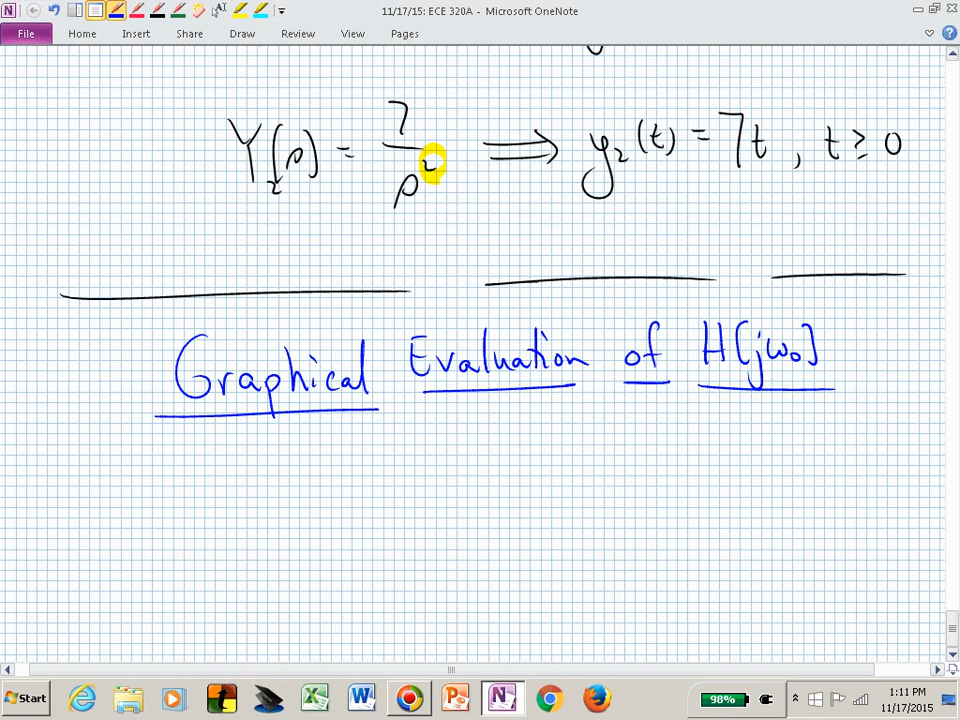 11/17/15: ECE 320A - Microsoft OneNote
File Home Insert Share Draw Review View Pages
Y₂(s) = 7/s² ⟹ y₂(t) = 7t, t ≥ 0
Graphical Evaluation of H(jω₀)
Start
98%
1:11 PM
11/17/2015